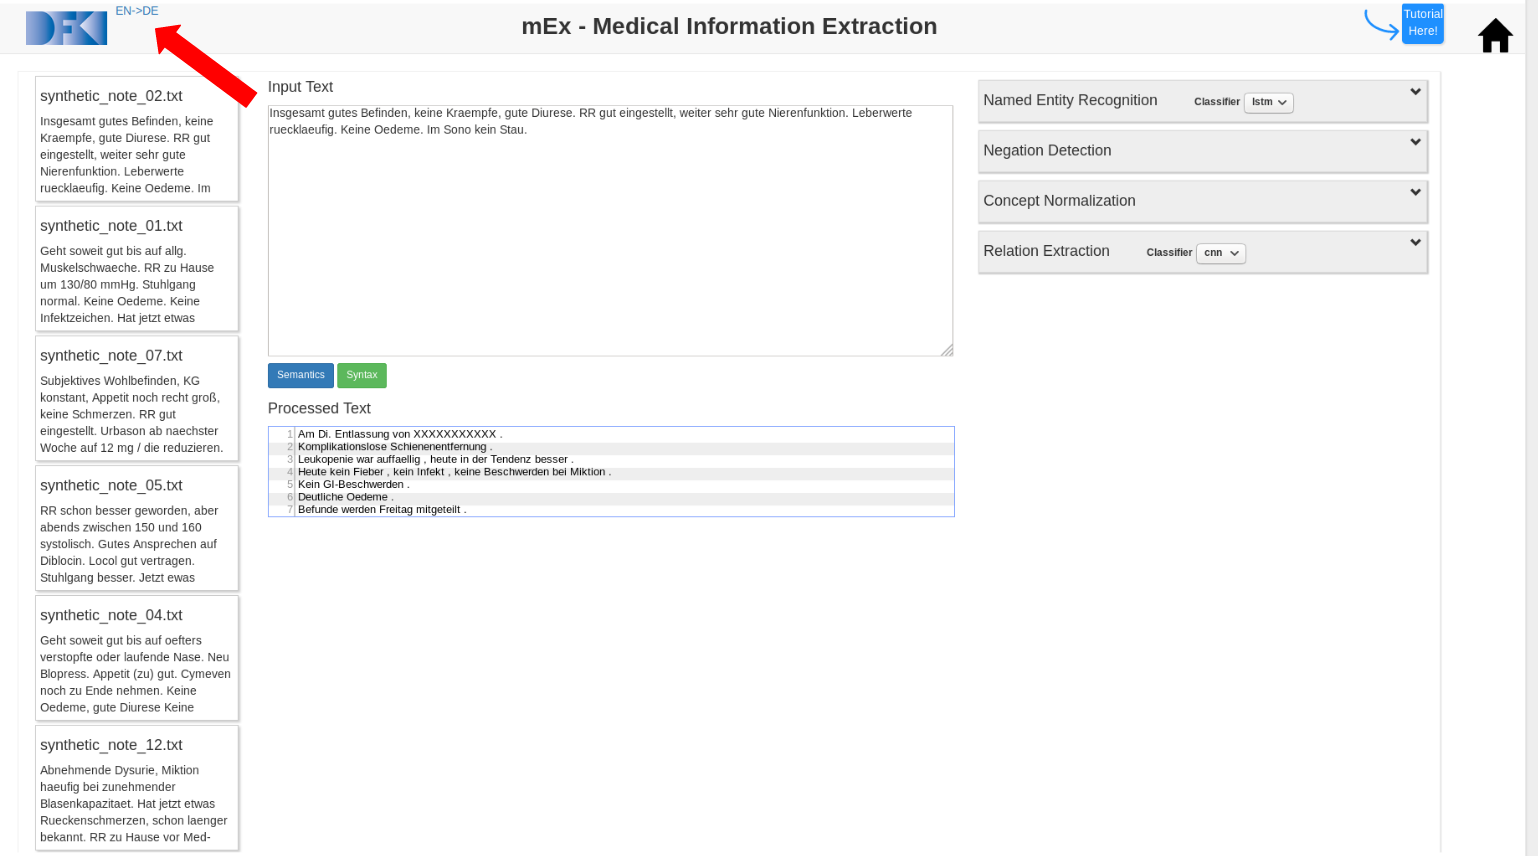 DFKI
EN->DE
mEx - Medical Information Extraction
Tutorial
Here!
synthetic_note_02.txt
Insgesamt gutes Befinden, keine
Kraempfe, gute Diurese. RR gut
eingestellt, weiter sehr gute
Nierenfunktion. Leberwerte
ruecklaeufig. Keine Oedeme. Im
synthetic_note_01.txt
Geht soweit gut bis auf allg.
Muskelschwaeche. RR zu Hause
um 130/80 mmHg. Stuhlgang
normal. Keine Oedeme. Keine
Infektzeichen. Hat jetzt etwas
synthetic_note_07.txt
Subjektives Wohlbefinden, KG
konstant, Appetit noch recht groß,
keine Schmerzen. RR gut
eingestellt. Urbason ab naechster
Woche auf 12 mg / die reduzieren.
synthetic_note_05.txt
RR schon besser geworden, aber
abends zwischen 150 und 160
systolisch. Gutes Ansprechen auf
Diblocin. Locol gut vertragen.
Stuhlgang besser. Jetzt etwas
synthetic_note_04.txt
Geht soweit gut bis auf oefters
verstopfte oder laufende Nase. Neu
Blopress. Appetit (zu) gut. Cymeven
noch zu Ende nehmen. Keine
Oedeme, gute Diurese Keine
synthetic_note_12.txt
Abnehmende Dysurie, Miktion
haeufig bei zunehmender
Blasenkapazitaet. Hat jetzt etwas
Rueckenschmerzen, schon laenger
bekannt. RR zu Hause vor Med-
Input Text
Insgesamt gutes Befinden, keine Kraempfe, gute Diurese. RR gut eingestellt, weiter sehr gute Nierenfunktion. Leberwerte
ruecklaeufig. Keine Oedeme. Im Sono kein Stau.
Semantics Syntax
Processed Text
1 Am Di. Entlassung von XXXXXXXXXXX .
2 Komplikationslose Schienenentfernung .
3 Leukopenie war auffaellig , heute in der Tendenz besser .
4 Heute kein Fieber , kein Infekt , keine Beschwerden bei Miktion .
5 Kein GI-Beschwerden .
6 Deutliche Oedeme .
7 Befunde werden Freitag mitgeteilt .
Named Entity Recognition Classifier lstm
Negation Detection
Concept Normalization
Relation Extraction Classifier cnn